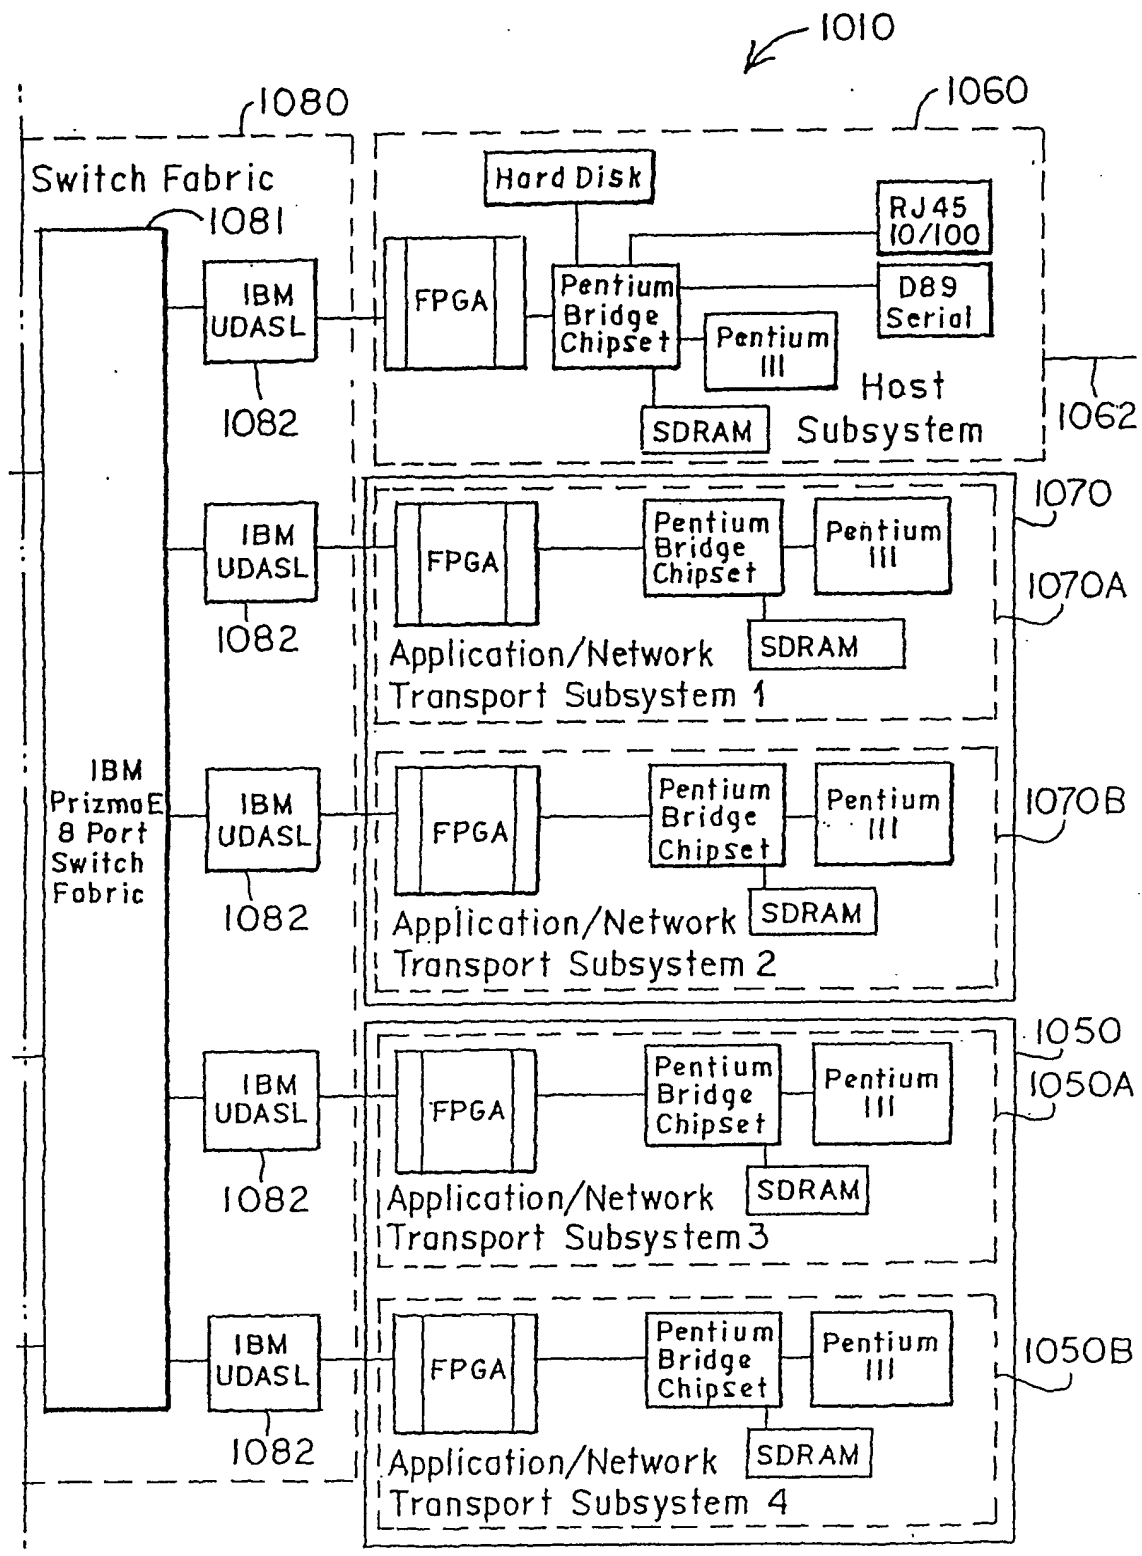 1010
1080
1060
Switch Fabric
1081
Hard Disk
RJ45
10/100
IBM
UDASL
FPGA
Pentium
Bridge
Chipset
D89
Serial
Pentium
III
Host
Subsystem
1082
SDRAM
1062
1070
IBM
UDASL
FPGA
Pentium
Bridge
Chipset
Pentium
III
1070A
1082
SDRAM
Application/Network
Transport Subsystem 1
IBM
PrizmaE
8 Port
Switch
Fabric
IBM
UDASL
FPGA
Pentium
Bridge
Chipset
Pentium
III
1070B
1082
SDRAM
Application/Network
Transport Subsystem 2
1050
IBM
UDASL
FPGA
Pentium
Bridge
Chipset
Pentium
III
1050A
1082
SDRAM
Application/Network
Transport Subsystem 3
IBM
UDASL
FPGA
Pentium
Bridge
Chipset
Pentium
III
1050B
1082
SDRAM
Application/Network
Transport Subsystem 4